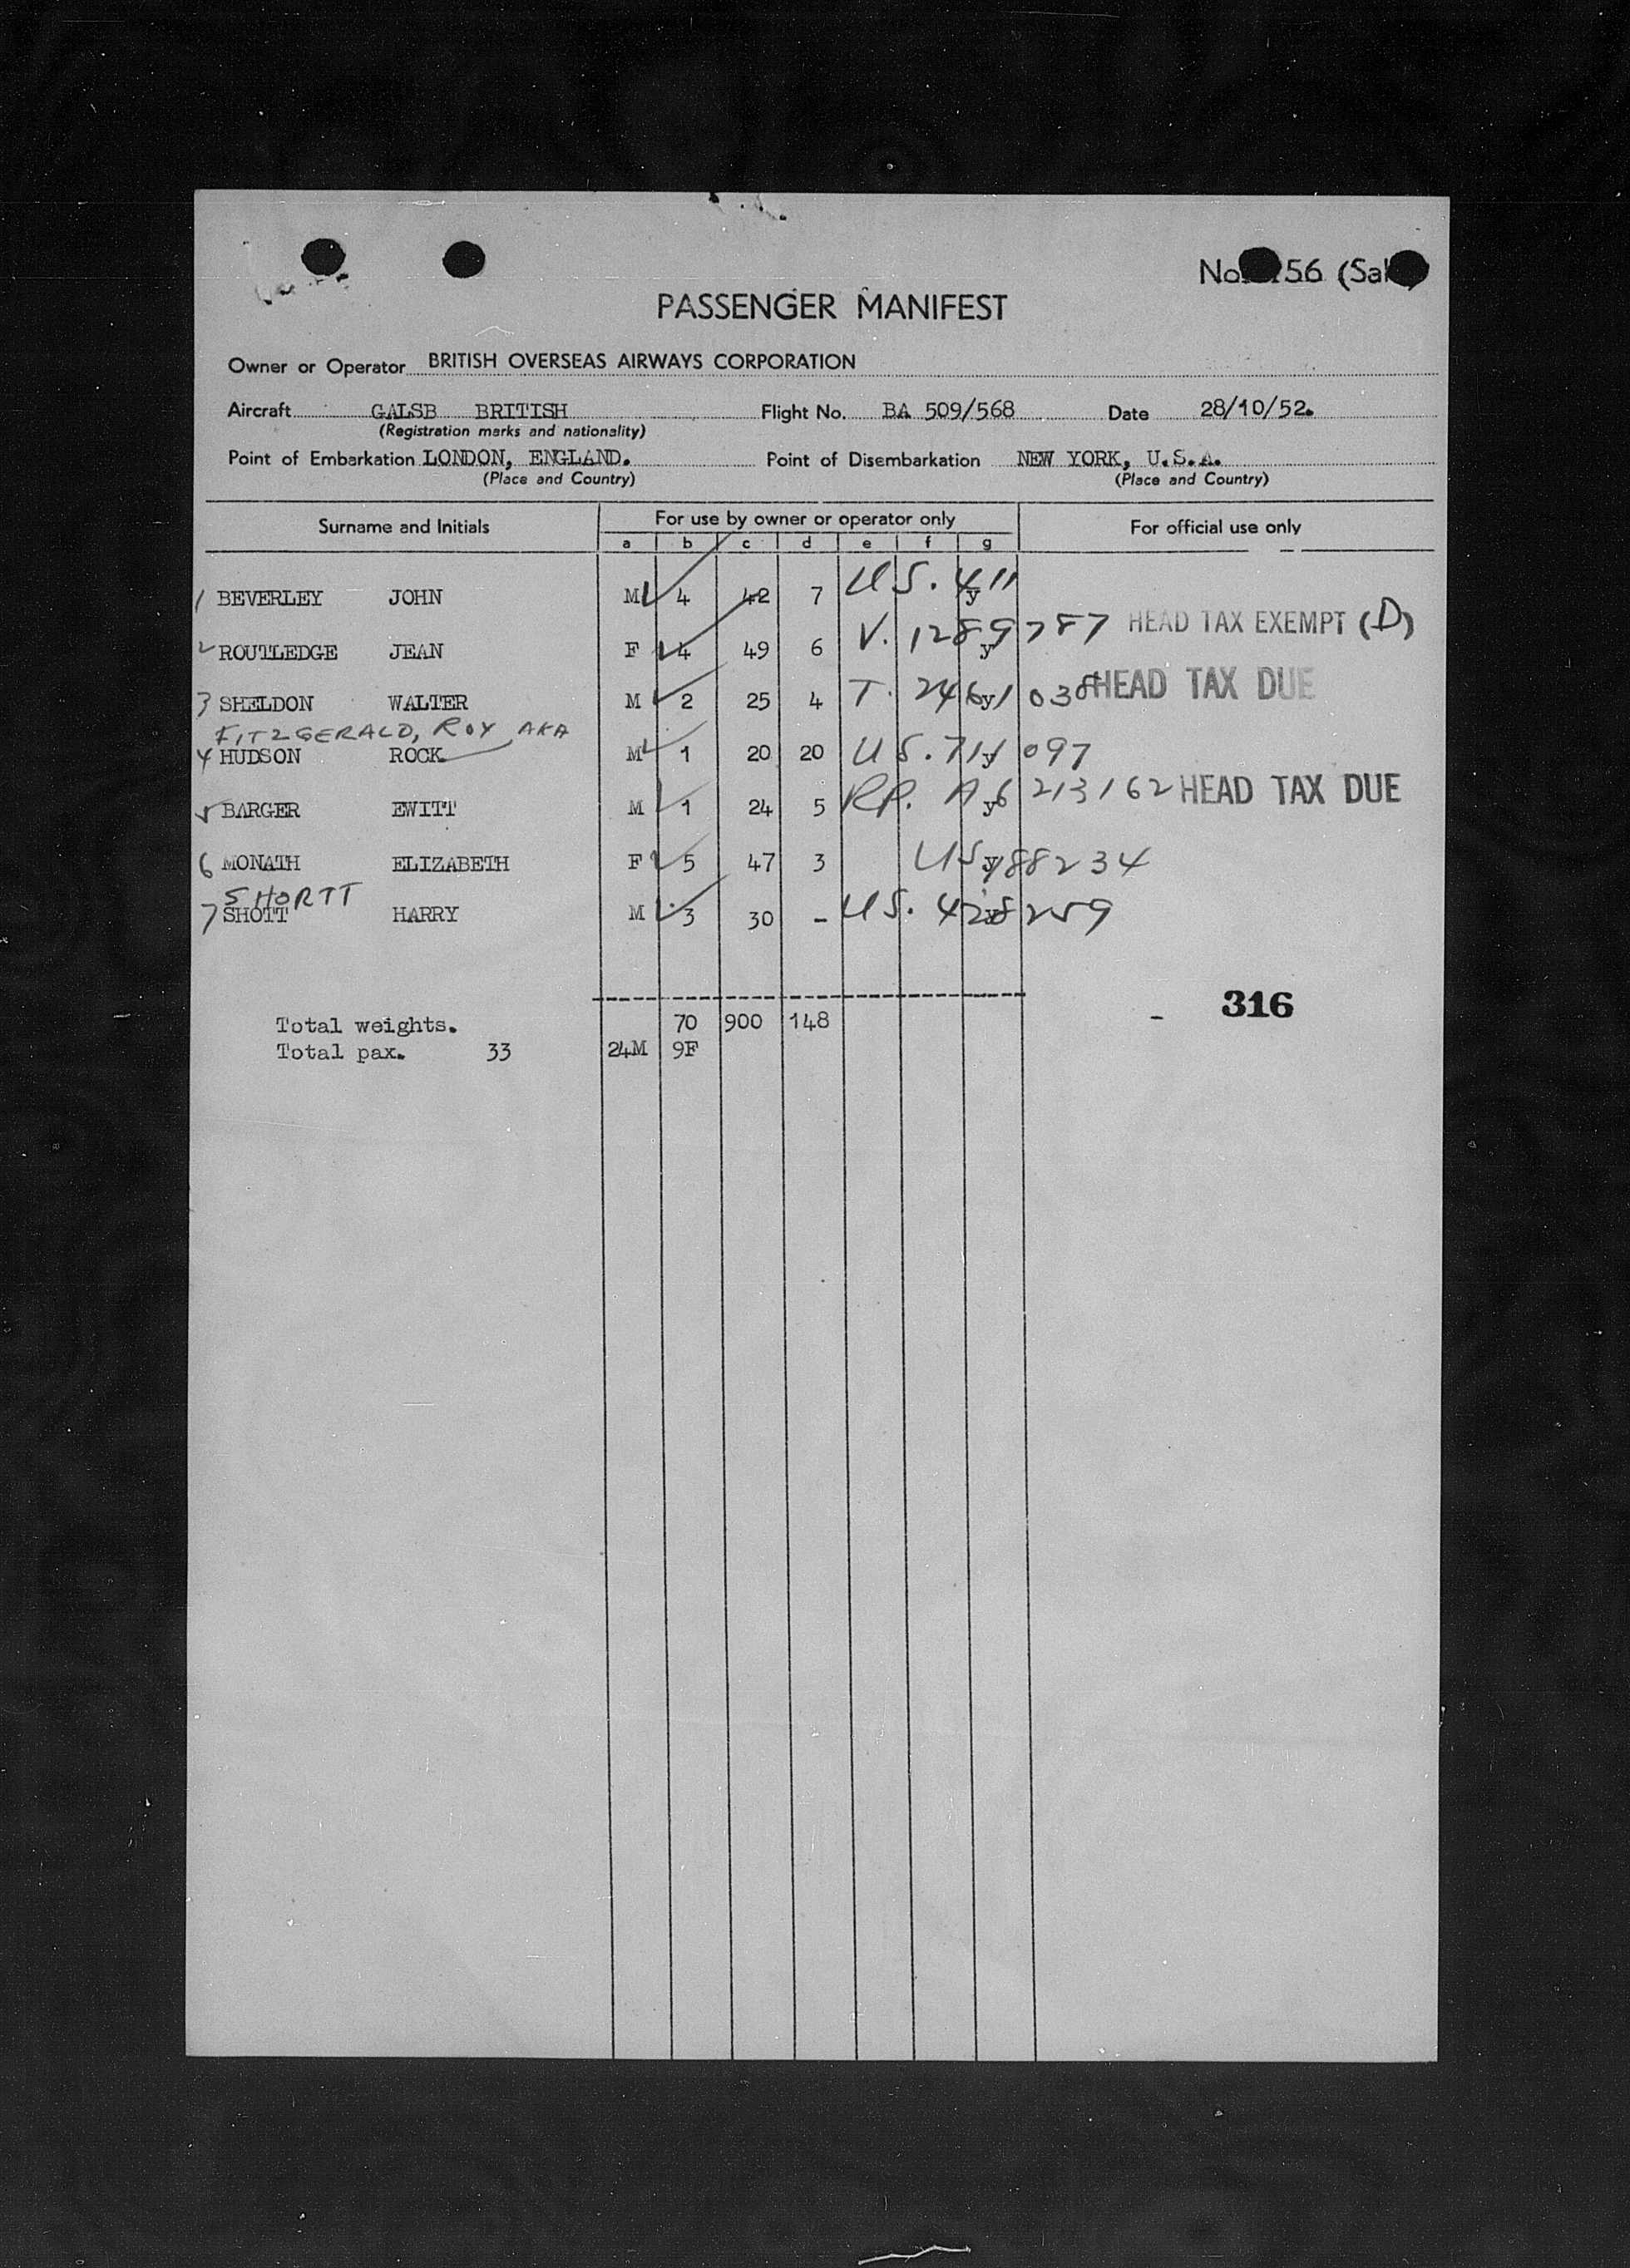 No. 56 (Sal
PASSENGER MANIFEST
Owner or Operator BRITISH OVERSEAS AIRWAYS CORPORATION
Aircraft GALSB BRITISH Flight No. BA 509/568 Date 28/10/52.
(Registration marks and nationality)
Point of Embarkation LONDON, ENGLAND. Point of Disembarkation NEW YORK, U.S.A.
(Place and Country) (Place and Country)
Surname and Initials For use by owner or operator only For official use only
a b c d e f g
1 BEVERLEY JOHN M 4 42 7 US. 411 y
2 ROUTLEDGE JEAN F 4 49 6 y V. 1289787 HEAD TAX EXEMPT (D)
3 SHELDON WALTER M 2 25 4 T. y HEAD TAX DUE
FITZGERALD, ROY AKA
4 HUDSON ROCK M 1 20 20 US. y 097
5 BARGER EWITT M 1 24 5 RP. A6 213162 y HEAD TAX DUE
6 MONATH ELIZABETH F 5 47 3 US y 88234
SHORTT
7 SHOTT HARRY M 3 30 - US. 428259
316
Total weights. 70 900 148
Total pax. 33 24M 9F